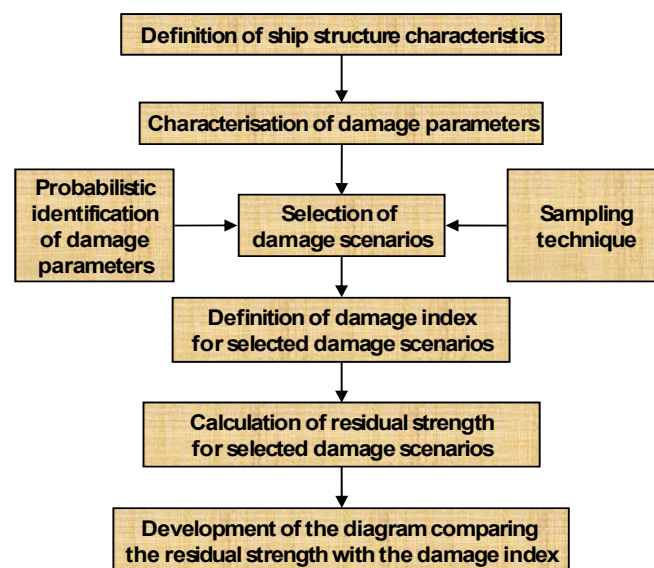 Definition of ship structure characteristics
Characterisation of damage parameters
Probabilistic
identification
of damage
parameters
Selection of
damage scenarios
Sampling
technique
Definition of damage index
for selected damage scenarios
Calculation of residual strength
for selected damage scenarios
Development of the diagram comparing
the residual strength with the damage index